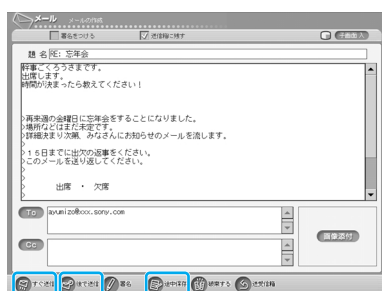 メール メールの作成
署名をつける 送信箱に残す 手書き入力
題 名 RE: 忘年会
幹事ごくろうさまです。
出席します。
時間が決まったら教えてください!
>再来週の金曜日に忘年会をすることになりました。
>場所などはまだ未定です。
>詳細決まり次第、みなさんにお知らせのメールを流します。
>
>15日までに出欠の返事をください。
>このメールを送り返してください。
>
>
> 出席 ・ 欠席
>
To ayumizo@xxx.sony.com
Cc
画像添付
すぐ送信 後で送信 署名 途中保存 破棄する 送受信箱